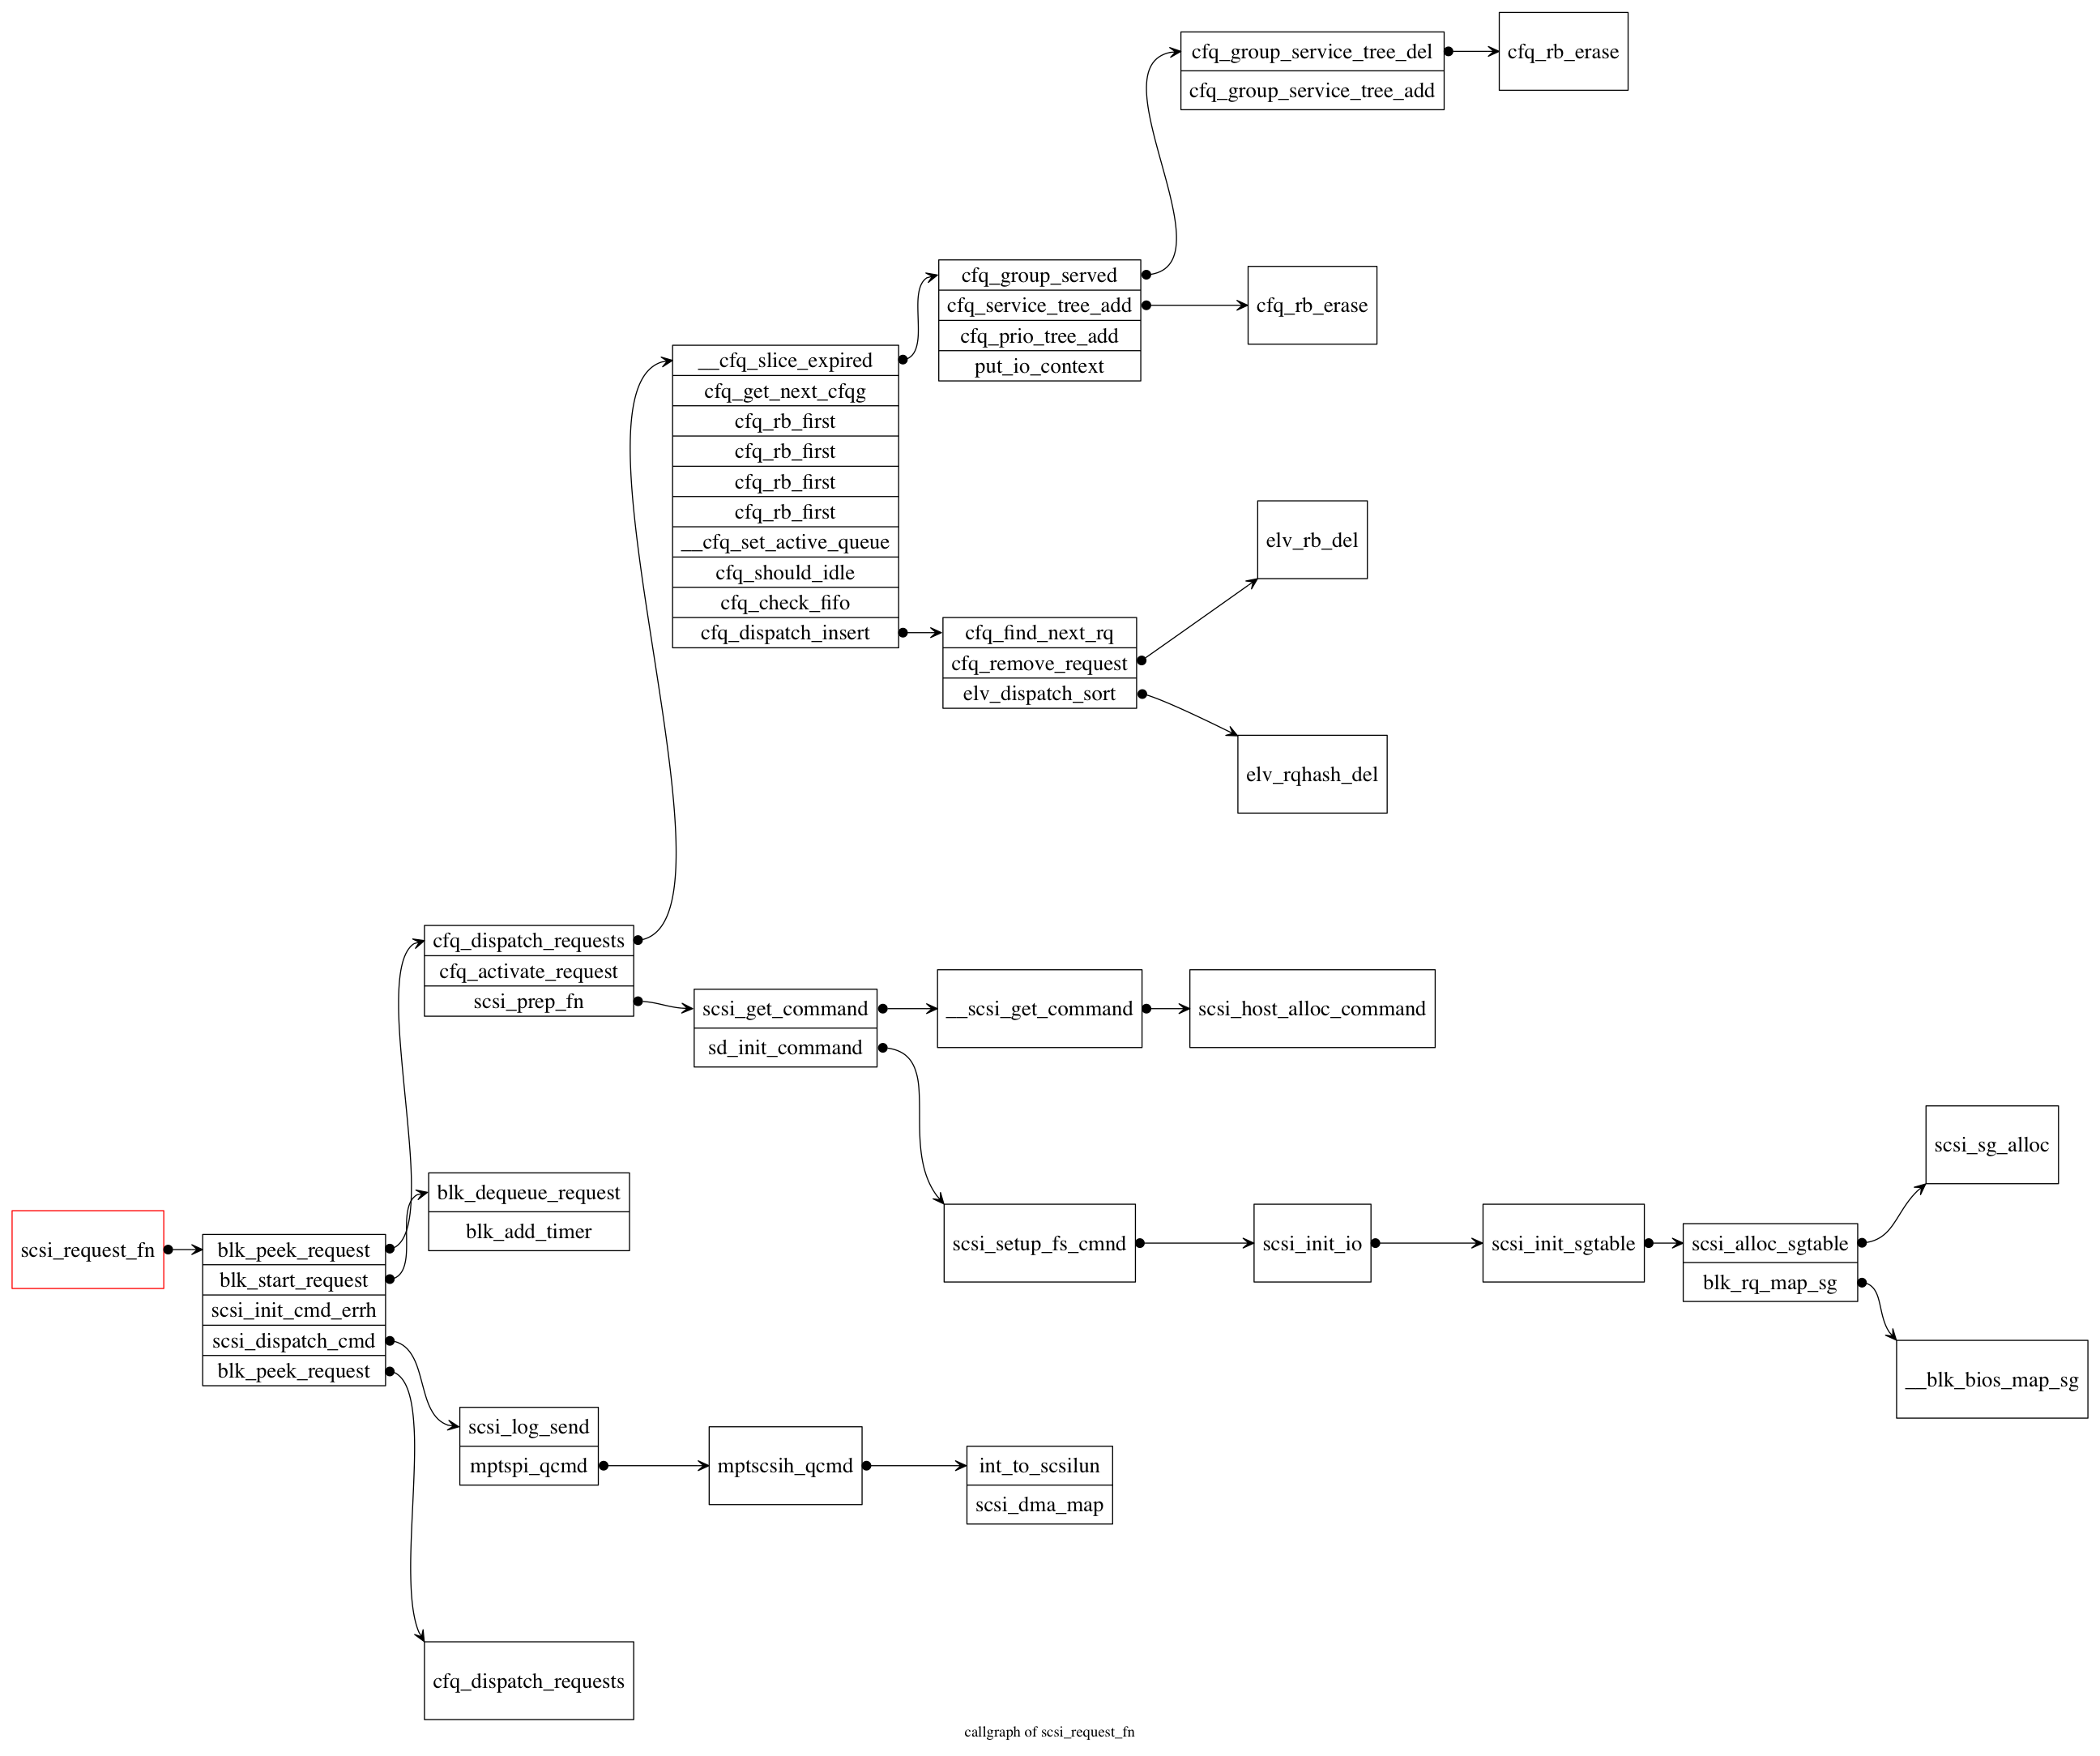 cfq_group_service_tree_del
cfq_group_service_tree_add
cfq_rb_erase
cfq_group_served
cfq_service_tree_add
cfq_prio_tree_add
put_io_context
cfq_rb_erase
__cfq_slice_expired
cfq_get_next_cfqg
cfq_rb_first
cfq_rb_first
cfq_rb_first
cfq_rb_first
__cfq_set_active_queue
cfq_should_idle
cfq_check_fifo
cfq_dispatch_insert
elv_rb_del
cfq_find_next_rq
cfq_remove_request
elv_dispatch_sort
elv_rqhash_del
cfq_dispatch_requests
cfq_activate_request
scsi_prep_fn
scsi_get_command
sd_init_command
__scsi_get_command
scsi_host_alloc_command
scsi_request_fn
blk_peek_request
blk_start_request
scsi_init_cmd_errh
scsi_dispatch_cmd
blk_peek_request
blk_dequeue_request
blk_add_timer
scsi_setup_fs_cmnd
scsi_init_io
scsi_init_sgtable
scsi_alloc_sgtable
blk_rq_map_sg
scsi_sg_alloc
__blk_bios_map_sg
scsi_log_send
mptspi_qcmd
mptscsih_qcmd
int_to_scsilun
scsi_dma_map
cfq_dispatch_requests
callgraph of scsi_request_fn